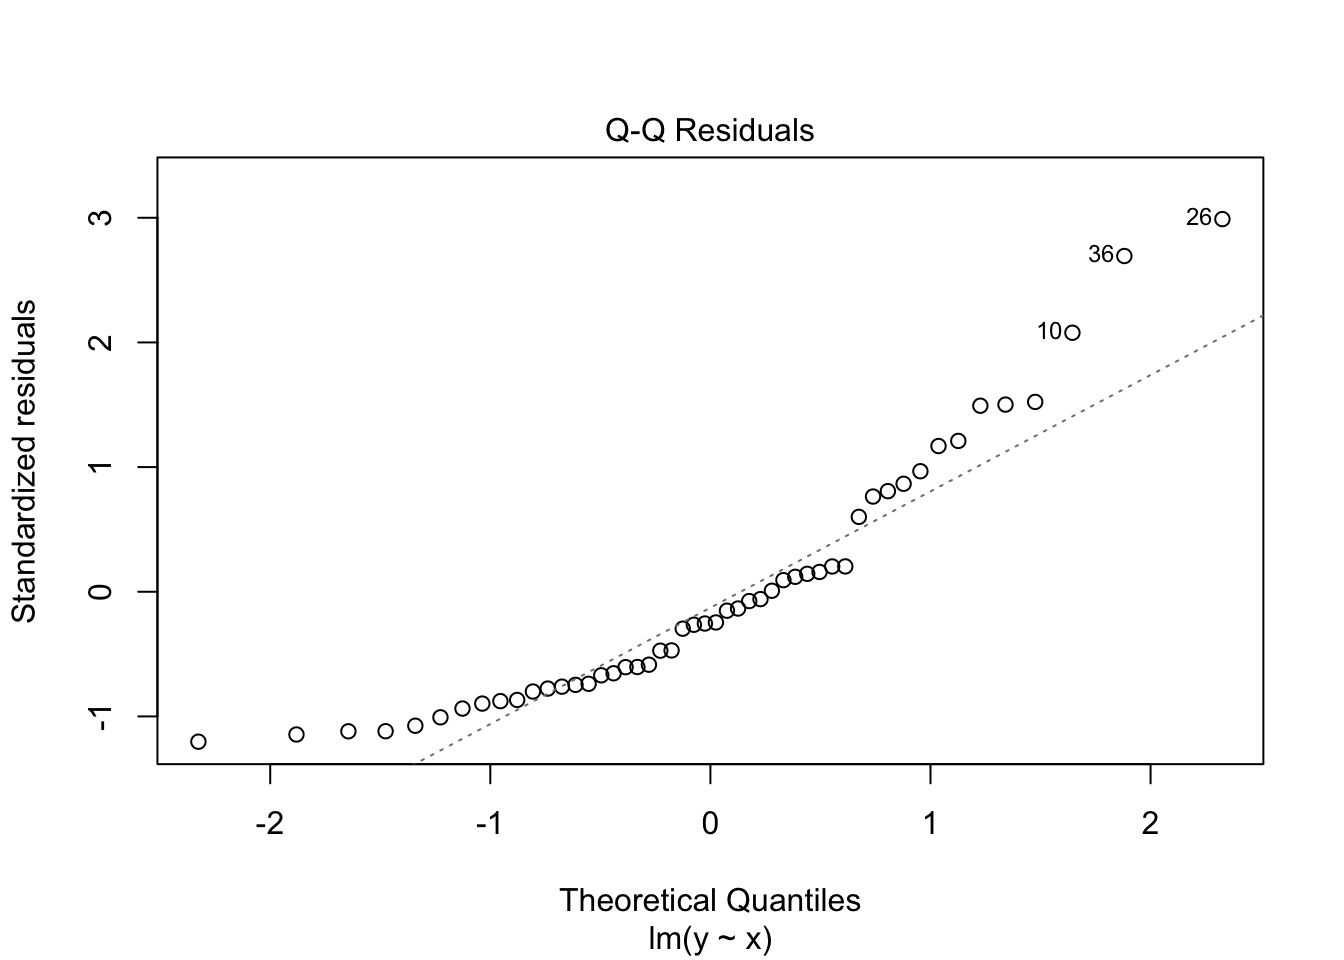 Q-Q Residuals
Standardized residuals
3
2
1
0
-1
26
36
10
-2 -1 0 1 2
Theoretical Quantiles
lm(y ~ x)